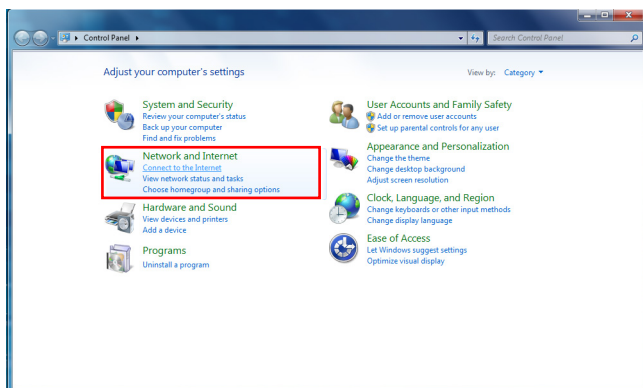 Control Panel
Search Control Panel
Adjust your computer's settings
View by: Category
System and Security
Review your computer's status
Back up your computer
Find and fix problems
Network and Internet
Connect to the Internet
View network status and tasks
Choose homegroup and sharing options
Hardware and Sound
View devices and printers
Add a device
Programs
Uninstall a program
User Accounts and Family Safety
Add or remove user accounts
Set up parental controls for any user
Appearance and Personalization
Change the theme
Change desktop background
Adjust screen resolution
Clock, Language, and Region
Change keyboards or other input methods
Change display language
Ease of Access
Let Windows suggest settings
Optimize visual display